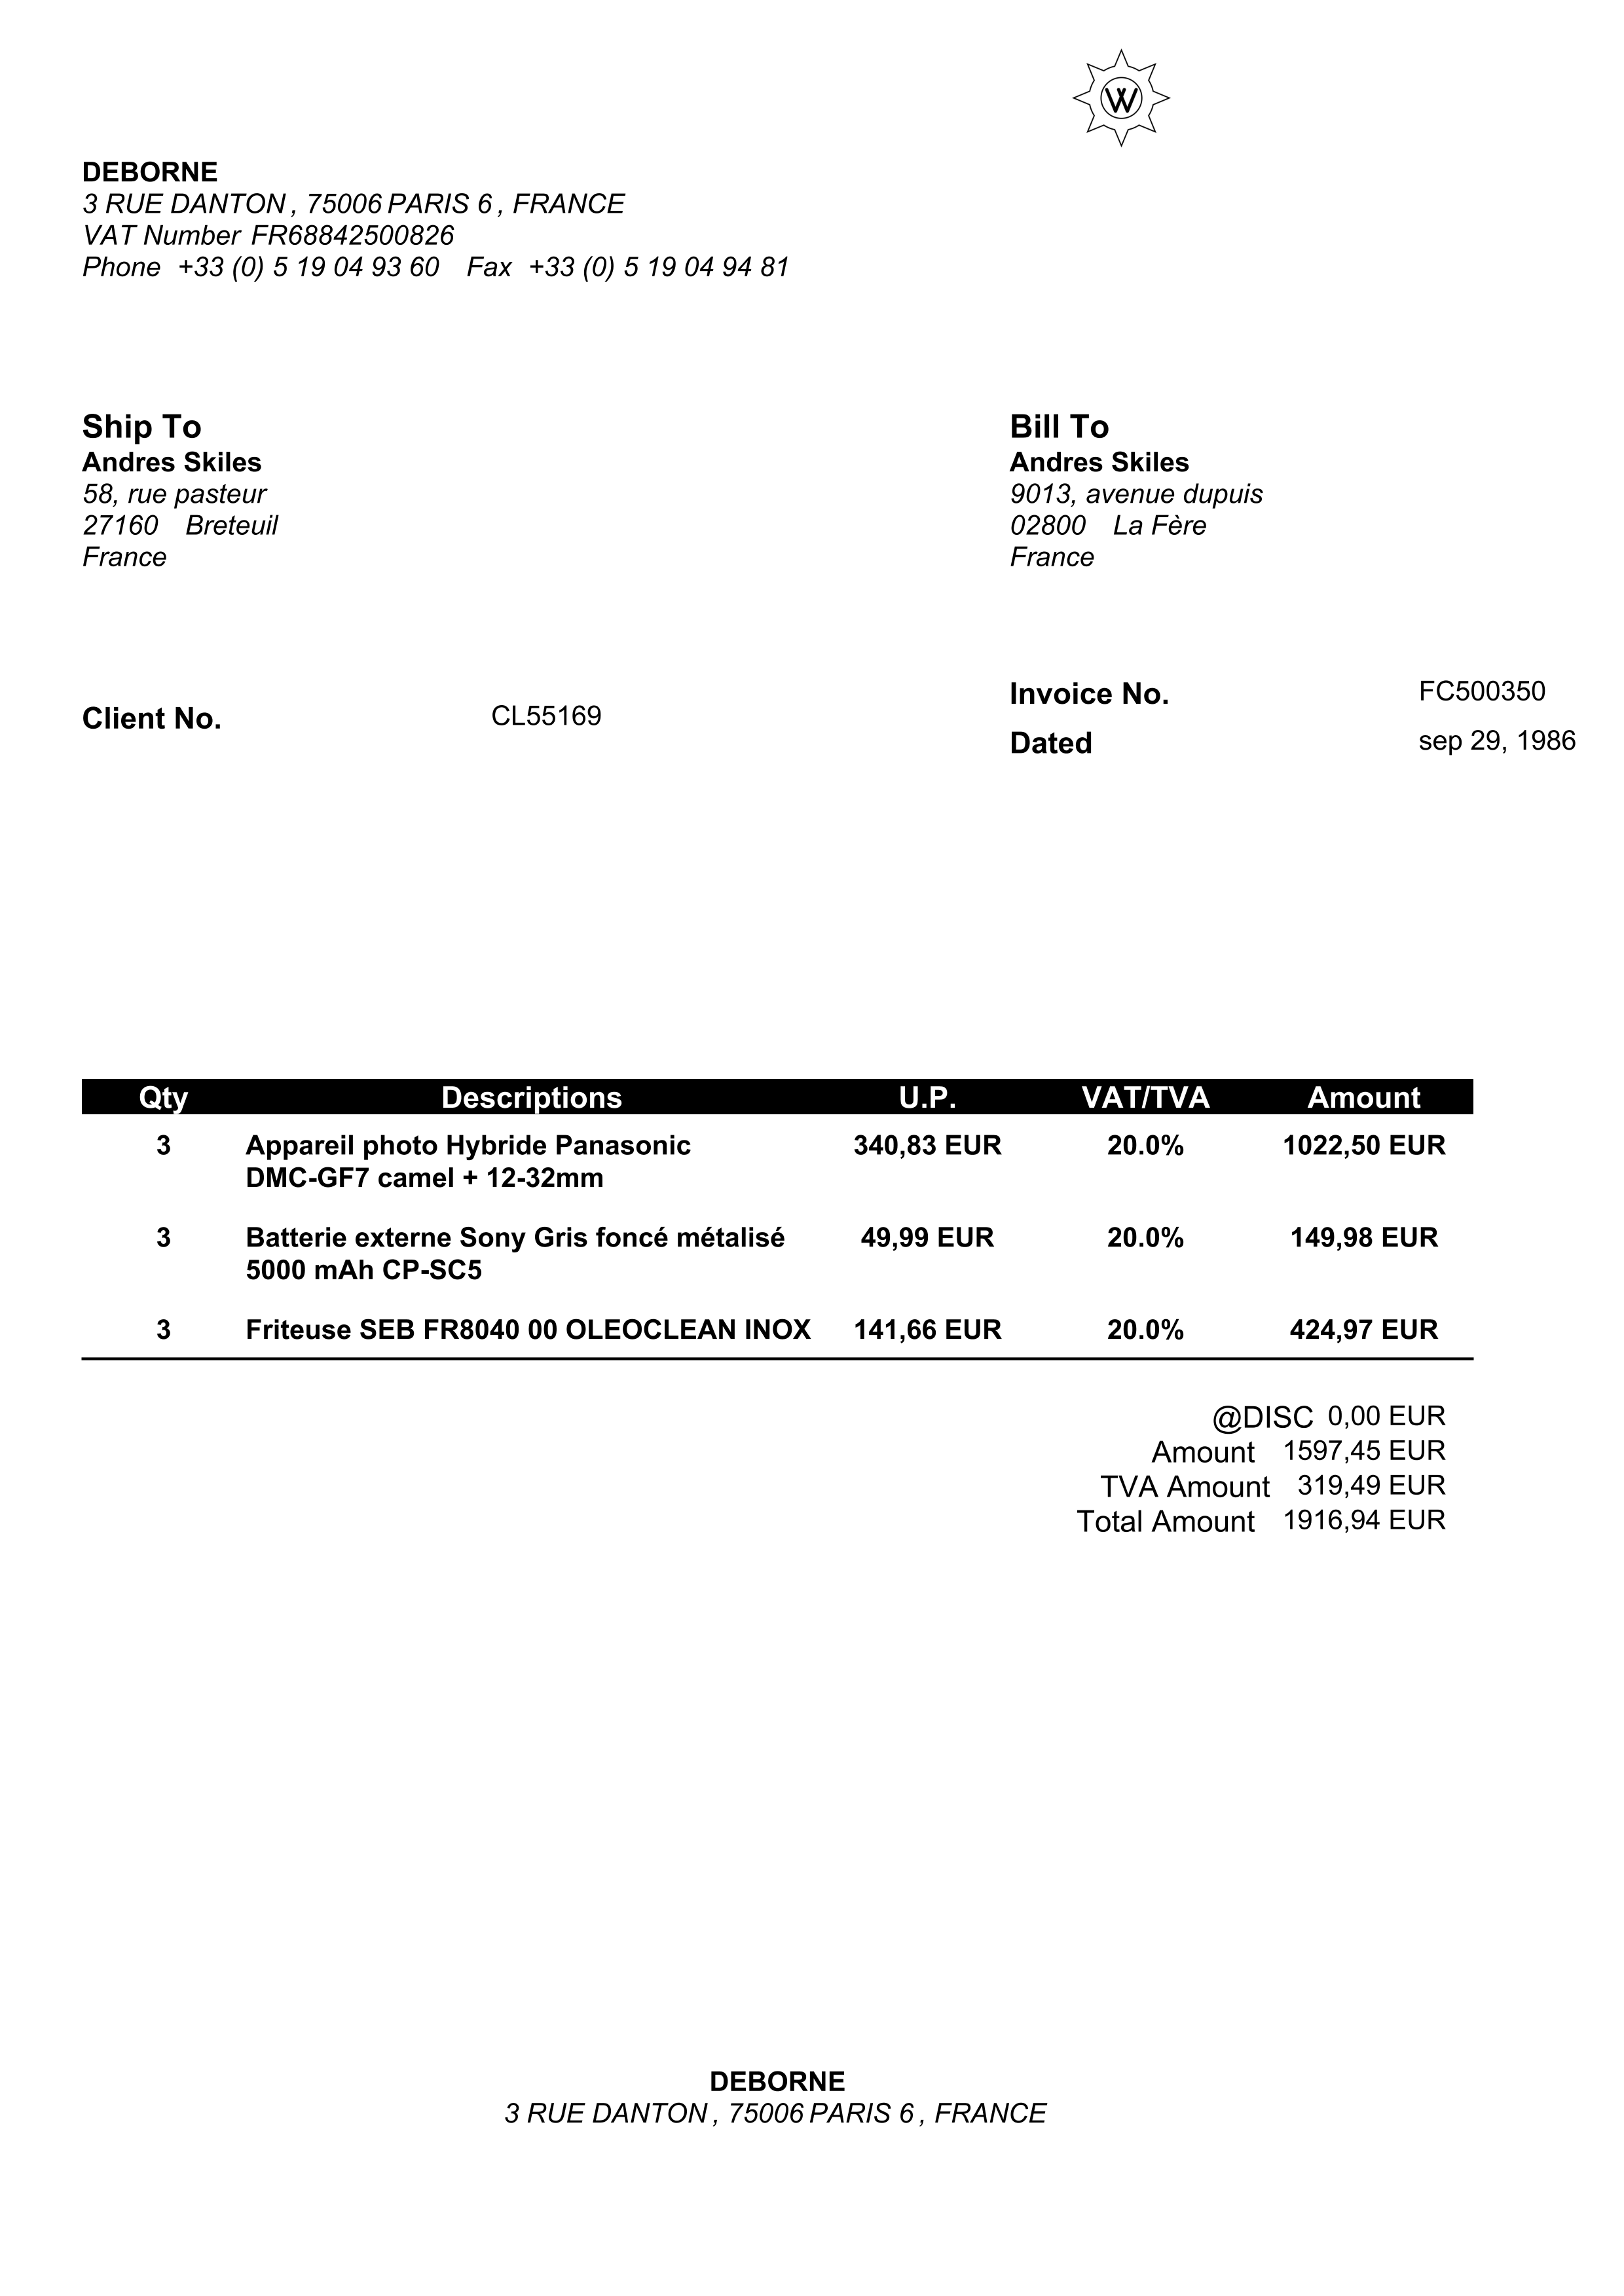 W
DEBORNE
3 RUE DANTON , 75006 PARIS 6 , FRANCE
VAT Number FR68842500826
Phone +33 (0) 5 19 04 93 60 Fax +33 (0) 5 19 04 94 81
Ship To
Andres Skiles
58, rue pasteur
27160 Breteuil
France
Bill To
Andres Skiles
9013, avenue dupuis
02800 La Fère
France
Client No. CL55169
Invoice No. FC500350
Dated sep 29, 1986
Qty Descriptions U.P. VAT/TVA Amount
3 Appareil photo Hybride Panasonic 340,83 EUR 20.0% 1022,50 EUR
DMC-GF7 camel + 12-32mm
3 Batterie externe Sony Gris foncé métalisé 49,99 EUR 20.0% 149,98 EUR
5000 mAh CP-SC5
3 Friteuse SEB FR8040 00 OLEOCLEAN INOX 141,66 EUR 20.0% 424,97 EUR
@DISC 0,00 EUR
Amount 1597,45 EUR
TVA Amount 319,49 EUR
Total Amount 1916,94 EUR
DEBORNE
3 RUE DANTON , 75006 PARIS 6 , FRANCE